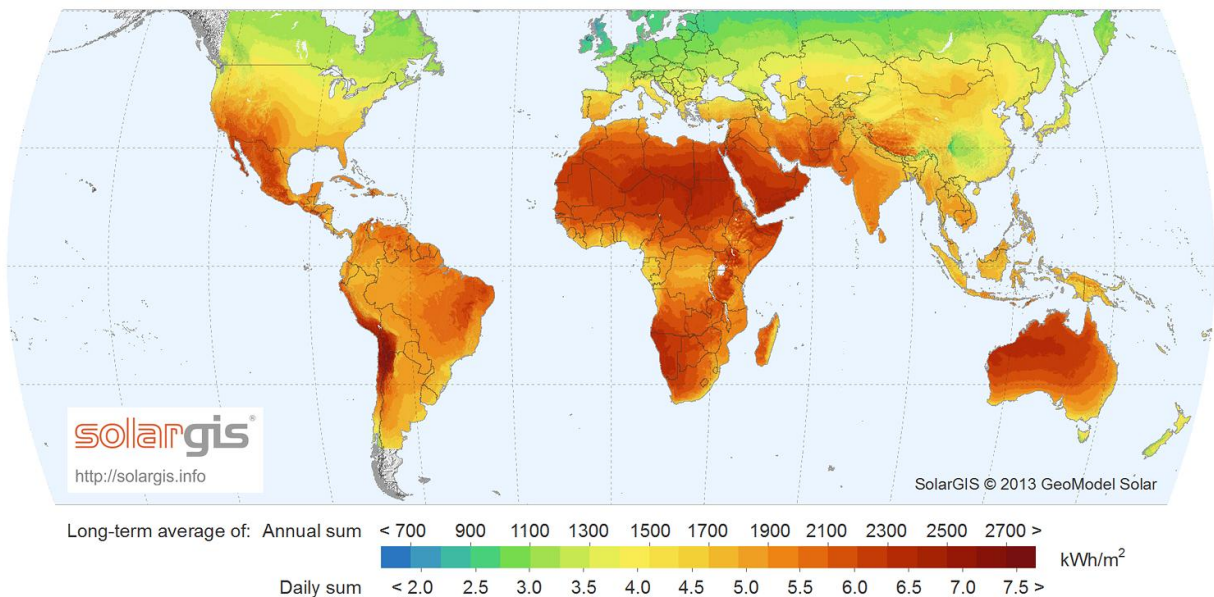 solargis®
http://solargis.info
SolarGIS © 2013 GeoModel Solar
Long-term average of: Annual sum < 700 900 1100 1300 1500 1700 1900 2100 2300 2500 2700 >
kWh/m²
Daily sum < 2.0 2.5 3.0 3.5 4.0 4.5 5.0 5.5 6.0 6.5 7.0 7.5 >